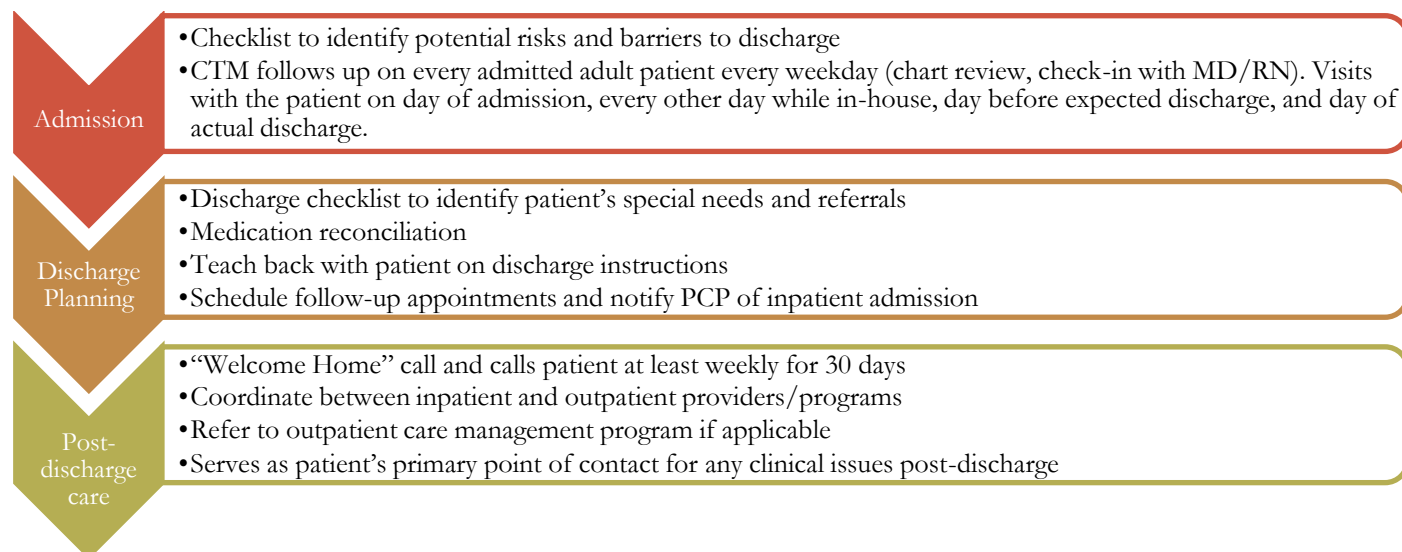 Admission
•Checklist to identify potential risks and barriers to discharge
•CTM follows up on every admitted adult patient every weekday (chart review, check-in with MD/RN). Visits
with the patient on day of admission, every other day while in-house, day before expected discharge, and day of
actual discharge.
Discharge
Planning
•Discharge checklist to identify patient’s special needs and referrals
•Medication reconciliation
•Teach back with patient on discharge instructions
•Schedule follow-up appointments and notify PCP of inpatient admission
Post-
discharge
care
•“Welcome Home” call and calls patient at least weekly for 30 days
•Coordinate between inpatient and outpatient providers/programs
•Refer to outpatient care management program if applicable
•Serves as patient’s primary point of contact for any clinical issues post-discharge